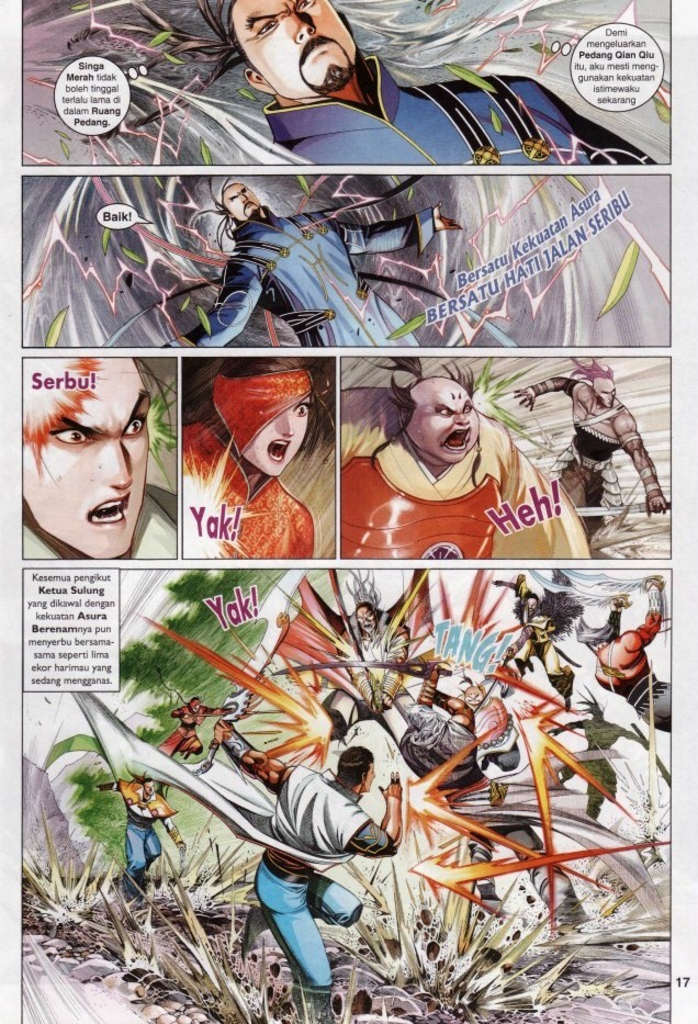 Singa
Merah tidak
boleh tinggal
terlalu lama di
dalam Ruang
Pedang.
Demi
mengeluarkan
Pedang Qian Qiu
itu, aku mesti meng-
gunakan kekuatan
istimewaku
sekarang
Baik!
Bersatu Kekuatan Asura
BERSATU HATI JALAN SERIBU
Serbu!
Yak!
Heh!
Kesemua pengikut
Ketua Sulung
yang dikawal dengan
kekuatan Asura
Berenamnya pun
menyerbu bersama-
sama seperti lima
ekor harimau yang
sedang mengganas.
Yak!
TANG!
17